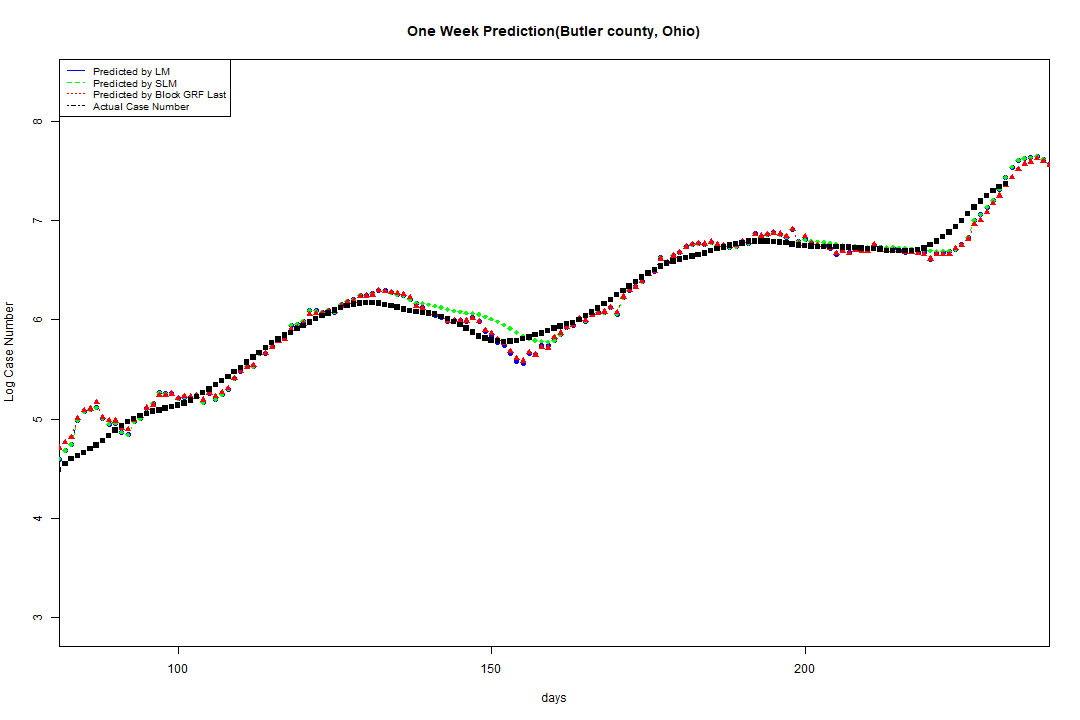 One Week Prediction(Butler county, Ohio)
Predicted by LM
Predicted by SLM
Predicted by Block GRF Last
Actual Case Number
8
7
6
5
4
3
Log Case Number
100 150 200
days